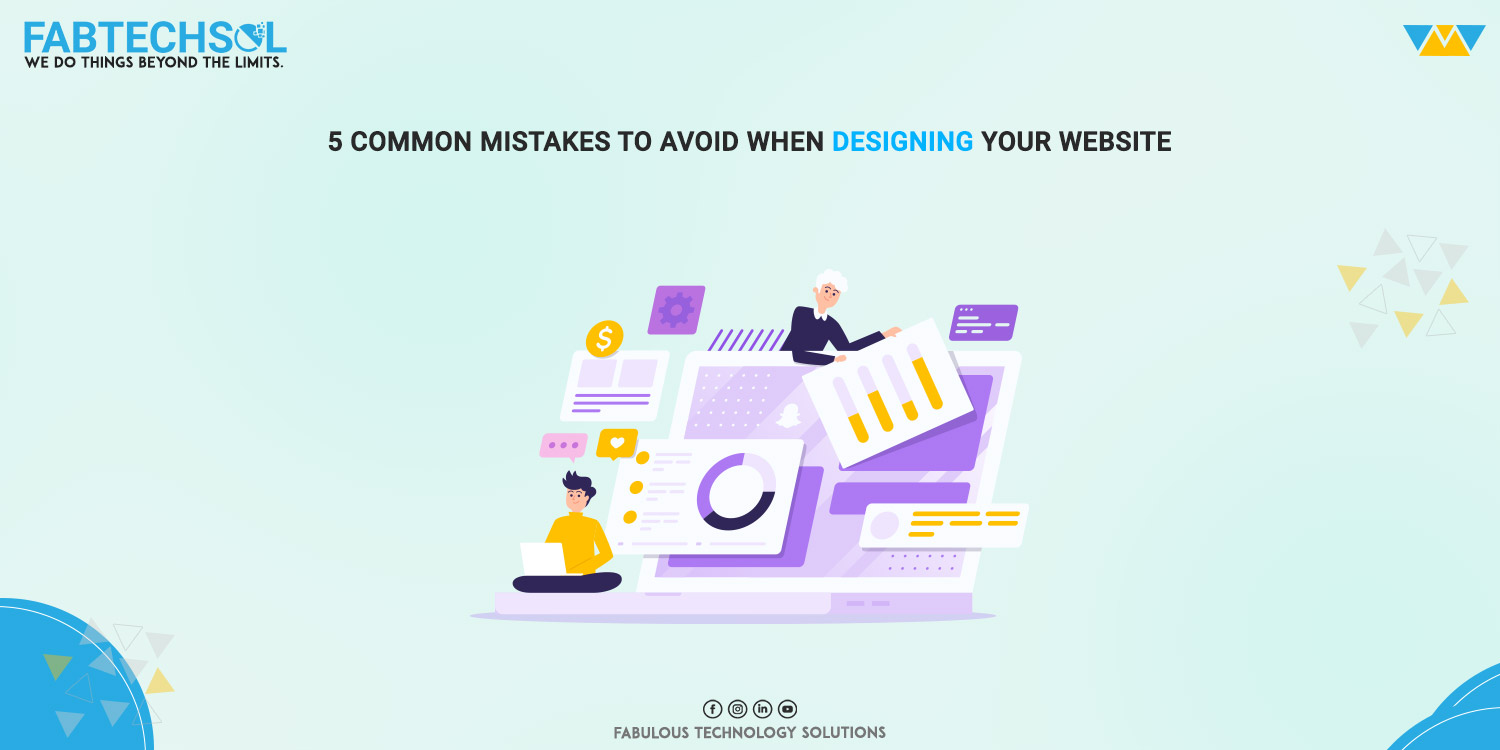 FABTECHSOL
WE DO THINGS BEYOND THE LIMITS.
5 COMMON MISTAKES TO AVOID WHEN DESIGNING YOUR WEBSITE
$
f in
FABULOUS TECHNOLOGY SOLUTIONS